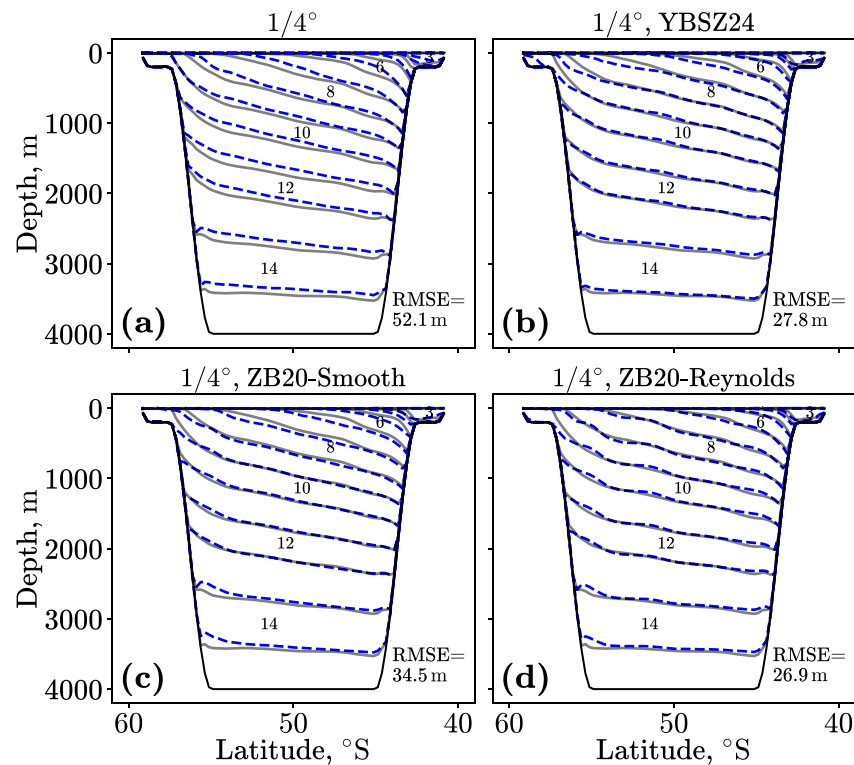 1/4°
1/4°, YBSZ24
0
1000
2000
3000
4000
Depth, m
3
6
8
10
12
14
RMSE=
52.1 m
(a)
3
6
8
10
12
14
RMSE=
27.8 m
(b)
1/4°, ZB20-Smooth
1/4°, ZB20-Reynolds
0
1000
2000
3000
4000
Depth, m
3
6
8
10
12
14
RMSE=
34.5 m
(c)
3
6
8
10
12
14
RMSE=
26.9 m
(d)
60
50
40
60
50
40
Latitude, °S
Latitude, °S